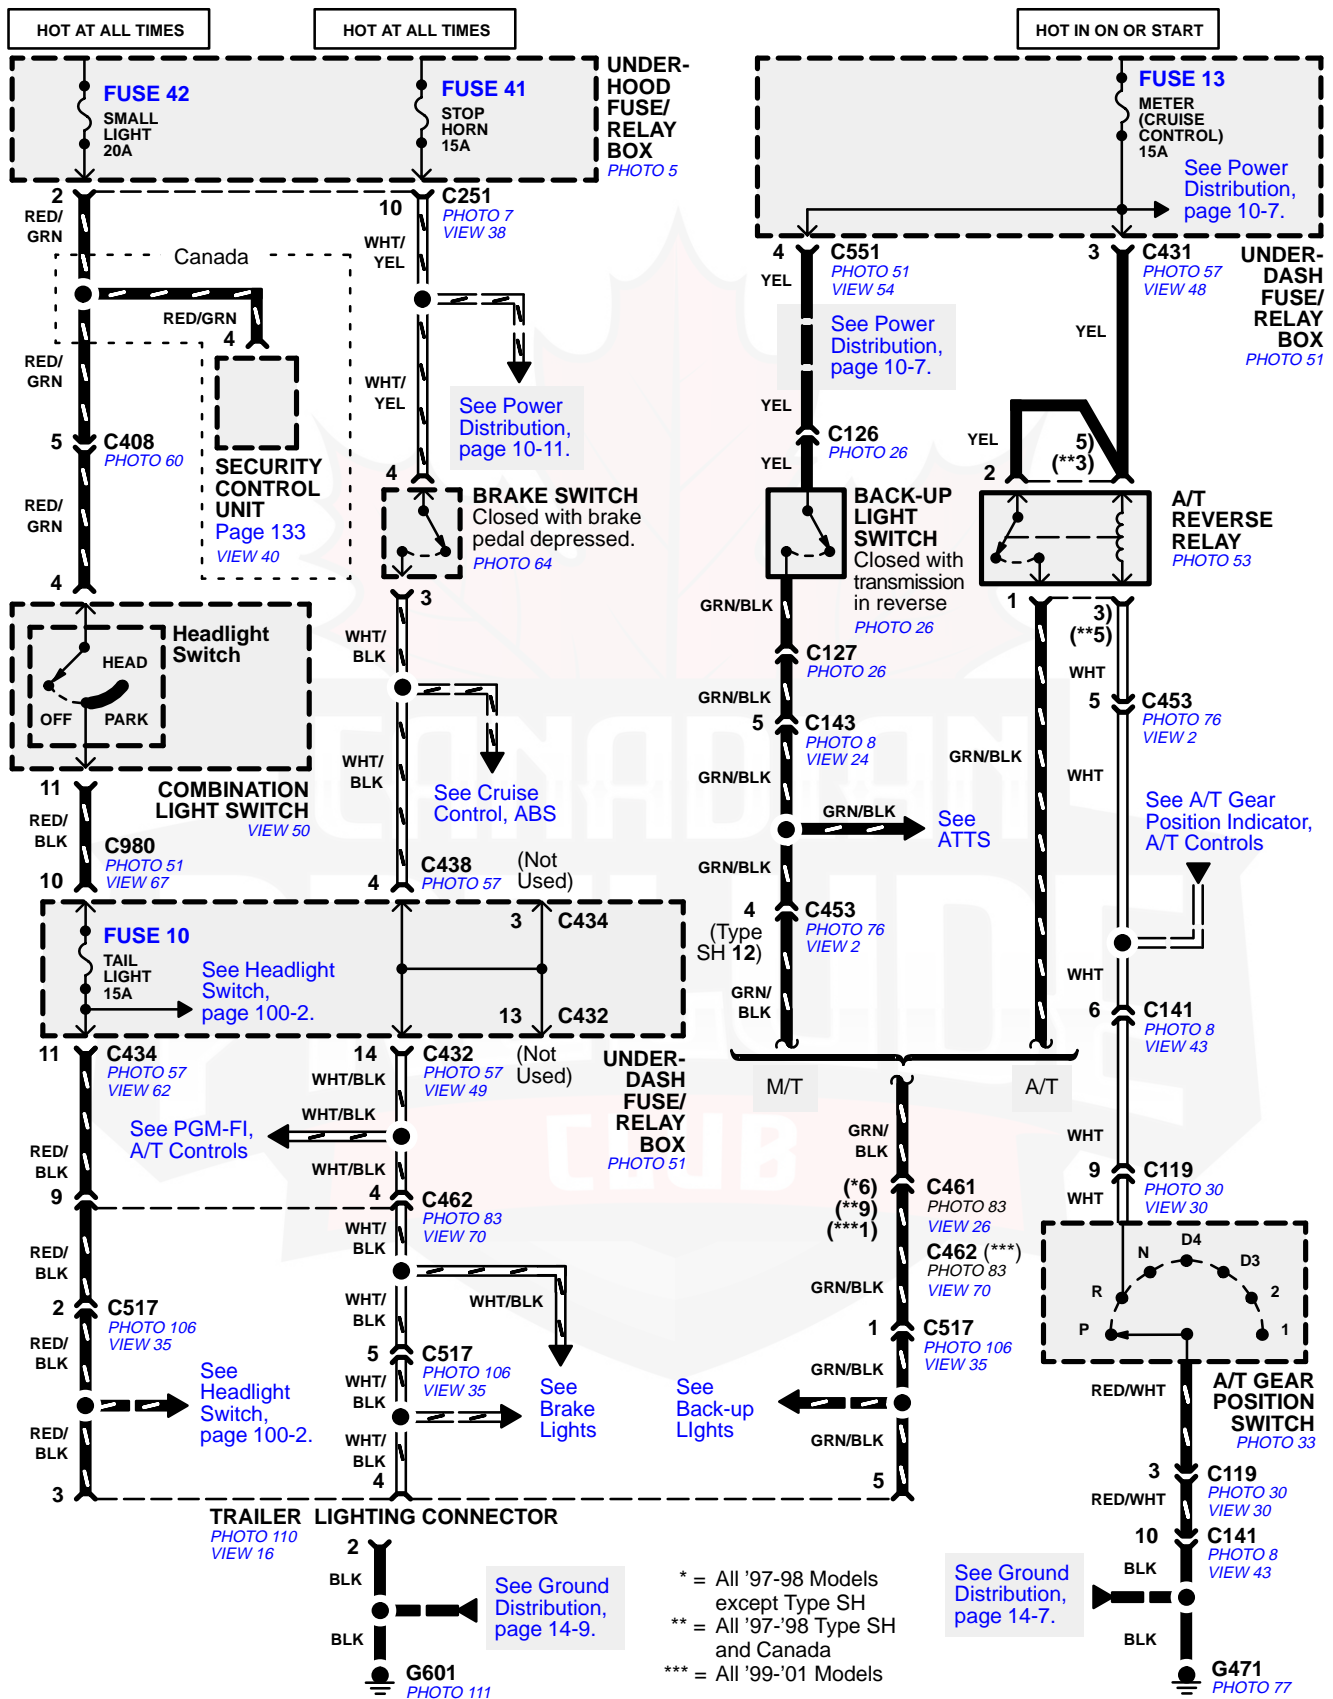 HOT AT ALL TIMES
HOT AT ALL TIMES
HOT IN ON OR START
FUSE 42
SMALL
LIGHT
20A
FUSE 41
STOP
HORN
15A
UNDER-
HOOD
FUSE/
RELAY
BOX
PHOTO 5
FUSE 13
METER
(CRUISE
CONTROL)
15A
See Power
Distribution,
page 10-7.
2
RED/
GRN
10
C251
PHOTO 7
VIEW 38
WHT/
YEL
4
C551
PHOTO 51
VIEW 54
YEL
3
C431
PHOTO 57
VIEW 48
UNDER-
DASH
FUSE/
RELAY
BOX
PHOTO 51
Canada
RED/GRN
4
SECURITY
CONTROL
UNIT
Page 133
VIEW 40
RED/
GRN
5
C408
PHOTO 60
RED/
GRN
4
WHT/
YEL
See Power
Distribution,
page 10-11.
4
BRAKE SWITCH
Closed with brake
pedal depressed.
PHOTO 64
3
See Power
Distribution,
page 10-7.
YEL
C126
PHOTO 26
YEL
BACK-UP
LIGHT
SWITCH
Closed with
transmission
in reverse
PHOTO 26
YEL
YEL
2
5)
(**3)
A/T
REVERSE
RELAY
PHOTO 53
1
3)
(**5)
Headlight
Switch
HEAD
OFF
PARK
COMBINATION
LIGHT SWITCH
VIEW 50
11
RED/
BLK
C980
PHOTO 51
VIEW 67
10
WHT/
BLK
WHT/
BLK
See Cruise
Control, ABS
C438
PHOTO 57
4
(Not
Used)
GRN/BLK
C127
PHOTO 26
GRN/BLK
5
C143
PHOTO 8
VIEW 24
GRN/BLK
GRN/BLK
See
ATTS
GRN/BLK
4
(Type
SH 12)
C453
PHOTO 76
VIEW 2
GRN/
BLK
GRN/BLK
WHT
5
C453
PHOTO 76
VIEW 2
WHT
See A/T Gear
Position Indicator,
A/T Controls
WHT
6
C141
PHOTO 8
VIEW 43
FUSE 10
TAIL
LIGHT
15A
See Headlight
Switch,
page 100-2.
3
C434
13
C432
(Not
Used)
UNDER-
DASH
FUSE/
RELAY
BOX
PHOTO 51
11
C434
PHOTO 57
VIEW 62
14
C432
PHOTO 57
VIEW 49
WHT/BLK
WHT/BLK
See PGM-FI,
A/T Controls
WHT/BLK
M/T
A/T
RED/
BLK
9
4
C462
PHOTO 83
VIEW 70
GRN/
BLK
(*6)
(**9)
(***1)
C461
PHOTO 83
VIEW 26
C462 (***)
PHOTO 83
VIEW 70
WHT
9
C119
PHOTO 30
VIEW 30
WHT
RED/
BLK
2
C517
PHOTO 106
VIEW 35
RED/
BLK
See
Headlight
Switch,
page 100-2.
RED/
BLK
3
WHT/
BLK
WHT/BLK
WHT/
BLK
5
C517
PHOTO 106
VIEW 35
WHT/
BLK
See
Brake
Lights
WHT/
BLK
4
GRN/BLK
1
C517
PHOTO 106
VIEW 35
GRN/BLK
See
Back-up
LIghts
GRN/BLK
5
P
R
N
D4
D3
2
1
A/T GEAR
POSITION
SWITCH
PHOTO 33
RED/WHT
3
C119
PHOTO 30
VIEW 30
RED/WHT
10
C141
PHOTO 8
VIEW 43
BLK
See Ground
Distribution,
page 14-7.
BLK
G471
PHOTO 77
TRAILER LIGHTING CONNECTOR
PHOTO 110
VIEW 16
2
BLK
See Ground
Distribution,
page 14-9.
BLK
G601
PHOTO 111
* = All '97-98 Models
except Type SH
** = All '97-'98 Type SH
and Canada
*** = All '99-'01 Models
CANADIAN
PRELUDE
CLUB